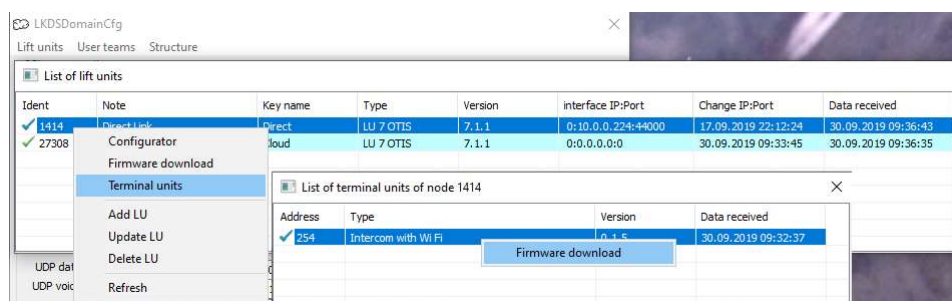 LKDSDomainCfg
Lift units User teams Structure
List of lift units
Ident Note Key name Type Version interface IP:Port Change IP:Port Data received
1414 Direct Link Direct LU 7 OTIS 7.1.1 0:10.0.0.224:44000 17.09.2019 22:12:24 30.09.2019 09:36:43
27308 Cloud LU 7 OTIS 7.1.1 0:0.0.0.0:0 30.09.2019 09:33:45 30.09.2019 09:36:35
Configurator
Firmware download
Terminal units
Add LU
Update LU
Delete LU
Refresh
List of terminal units of node 1414
Address Type Version Data received
254 Intercom with Wi Fi 0.1.5 30.09.2019 09:32:37
Firmware download
UDP
UDP